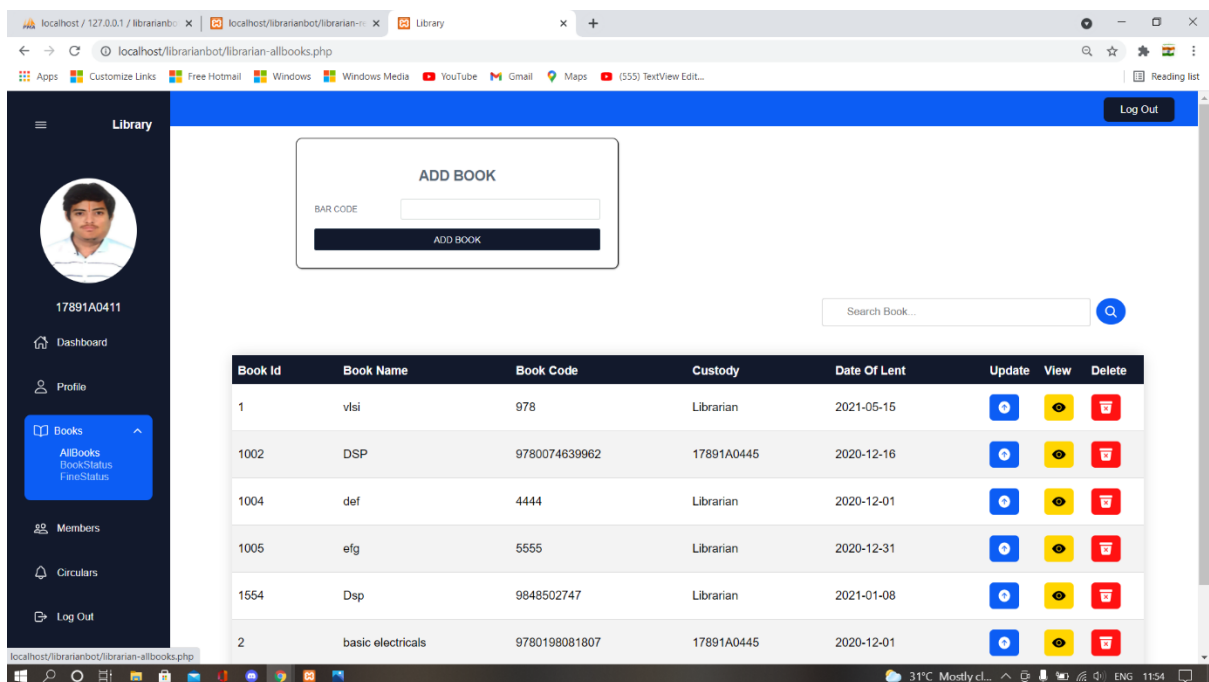 localhost / 127.0.0.1 / librarianbo
localhost/librarianbot/librarian-re
Library
localhost/librarianbot/librarian-allbooks.php
Apps Customize Links Free Hotmail Windows Windows Media YouTube Gmail Maps (555) TextView Edit... Reading list
Library
Log Out
ADD BOOK
BAR CODE
ADD BOOK
17891A0411
Search Book...
Dashboard
Profile
Books
AllBooks
BookStatus
FineStatus
Members
Circulars
Log Out
Book Id Book Name Book Code Custody Date Of Lent Update View Delete
1 vlsi 978 Librarian 2021-05-15
1002 DSP 9780074639962 17891A0445 2020-12-16
1004 def 4444 Librarian 2020-12-01
1005 efg 5555 Librarian 2020-12-31
1554 Dsp 9848502747 Librarian 2021-01-08
2 basic electricals 9780198081807 17891A0445 2020-12-01
localhost/librarianbot/librarian-allbooks.php
31°C Mostly cl... ENG 11:54